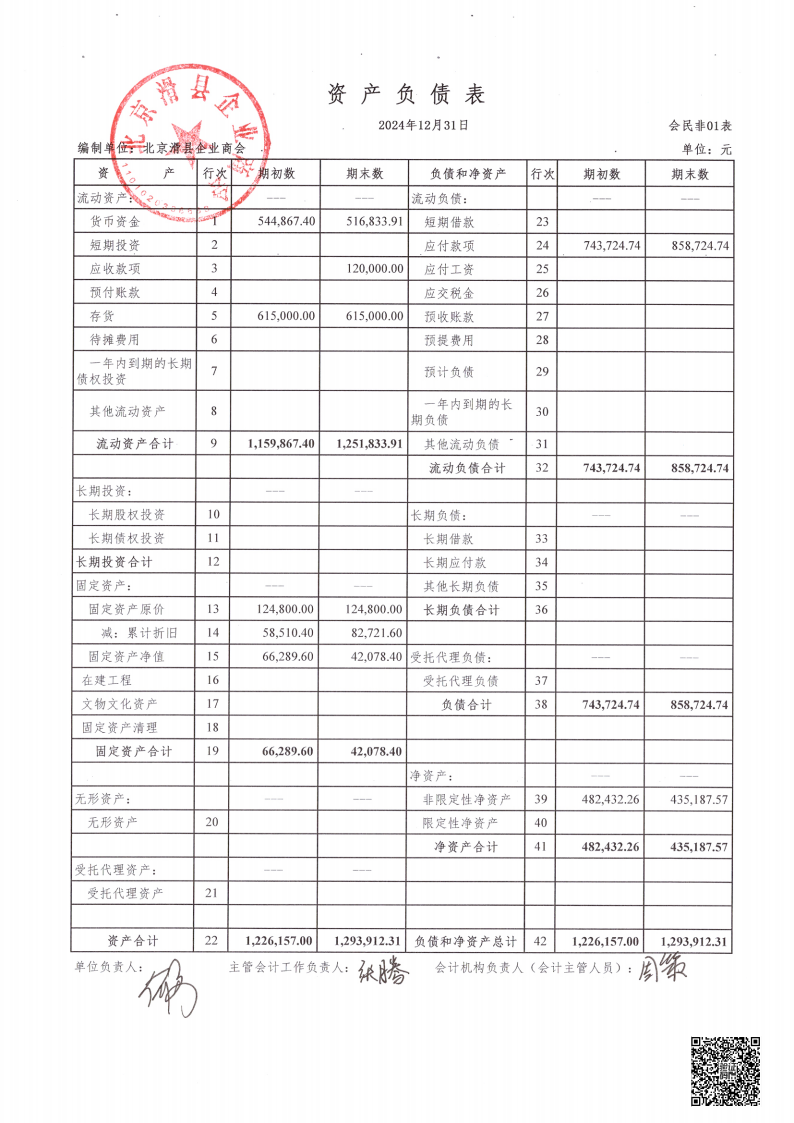 资产负债表
2024年12月31日
会民非01表
编制单位：北京滑县企业商会
单位：元
北京滑县企业商会
资 产 行次 期初数 期末数 负债和净资产 行次 期初数 期末数
流动资产： --- --- 流动负债： --- ---
货币资金 1 544,867.40 516,833.91 短期借款 23
短期投资 2 应付款项 24 743,724.74 858,724.74
应收款项 3 120,000.00 应付工资 25
预付账款 4 应交税金 26
存货 5 615,000.00 615,000.00 预收账款 27
待摊费用 6 预提费用 28
一年内到期的长期
债权投资 7 预计负债 29
其他流动资产 8 一年内到期的长
期负债 30
流动资产合计 9 1,159,867.40 1,251,833.91 其他流动负债 31
流动负债合计 32 743,724.74 858,724.74
长期投资： --- ---
长期股权投资 10 长期负债： --- ---
长期债权投资 11 长期借款 33
长期投资合计 12 长期应付款 34
固定资产： --- --- 其他长期负债 35
固定资产原价 13 124,800.00 124,800.00 长期负债合计 36
减：累计折旧 14 58,510.40 82,721.60
固定资产净值 15 66,289.60 42,078.40 受托代理负债： --- ---
在建工程 16 受托代理负债 37
文物文化资产 17 负债合计 38 743,724.74 858,724.74
固定资产清理 18
固定资产合计 19 66,289.60 42,078.40
净资产： --- ---
无形资产： --- --- 非限定性净资产 39 482,432.26 435,187.57
无形资产 20 限定性净资产 40
净资产合计 41 482,432.26 435,187.57
受托代理资产： --- ---
受托代理资产 21
资产合计 22 1,226,157.00 1,293,912.31 负债和净资产总计 42 1,226,157.00 1,293,912.31
单位负责人： 主管会计工作负责人：张腾 会计机构负责人（会计主管人员）：周策